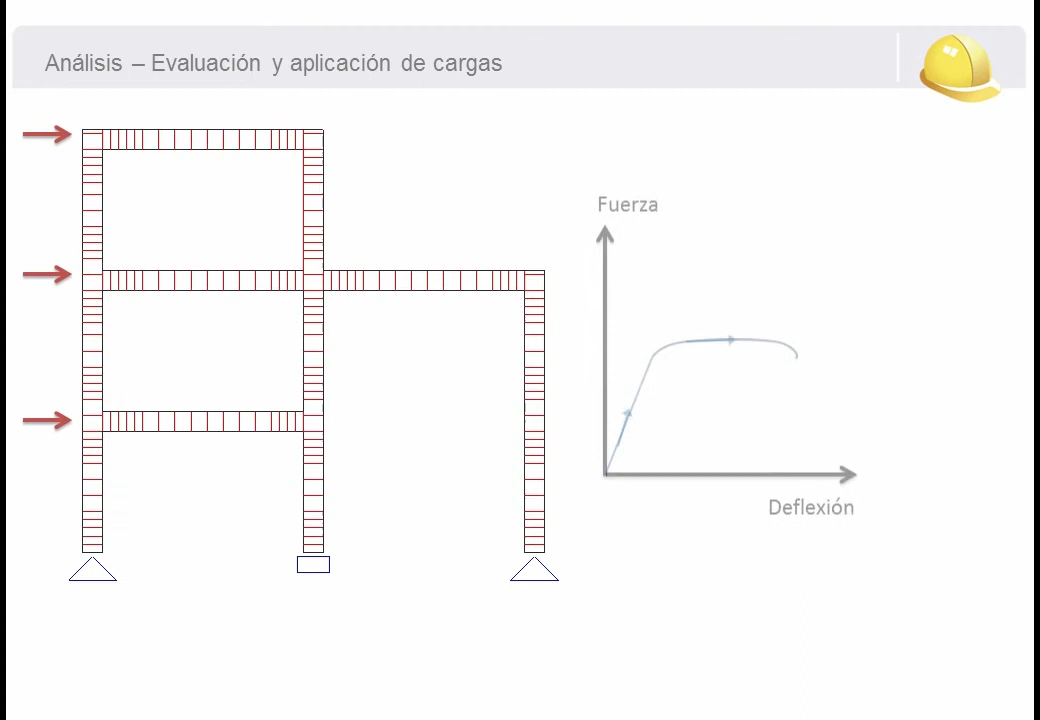 Análisis – Evaluación y aplicación de cargas
Fuerza
Deflexión